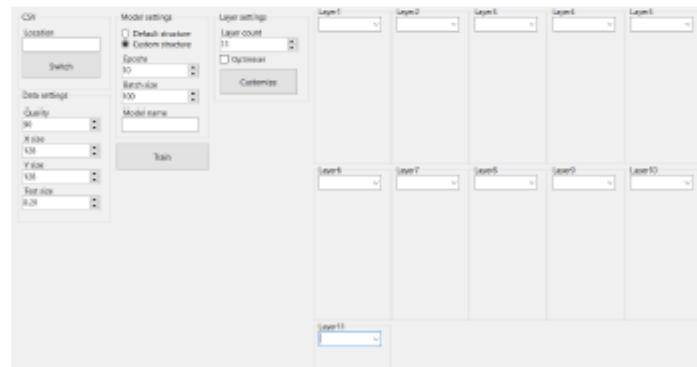 CSV
Location
Switch
Data settings
Quality
90
X size
128
Y size
128
Test size
0.20
Model settings
Default structure
Custom structure
Epochs
10
Batch size
100
Model name
Train
Layer settings
Layer count
11
Optimiser
Customize
Layer1
Layer2
Layer3
Layer4
Layer5
Layer6
Layer7
Layer8
Layer9
Layer10
Layer11